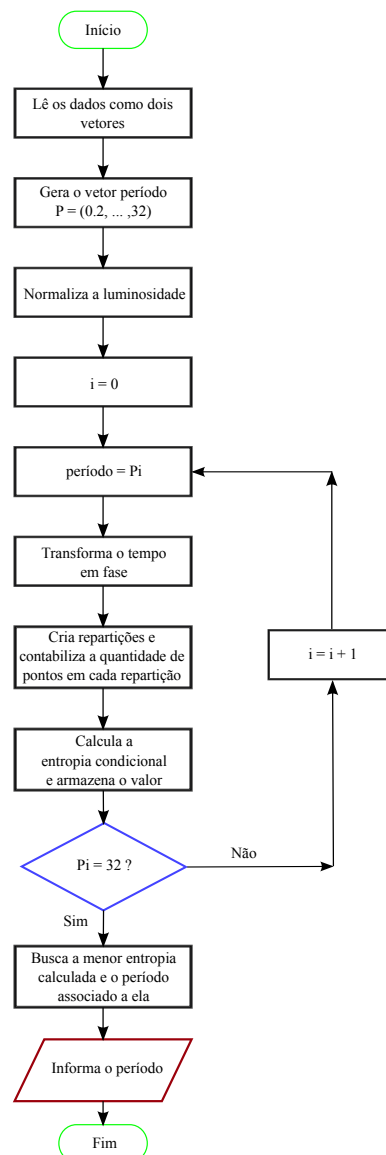 Início
Lê os dados como dois
vetores
Gera o vetor período
P = (0.2, ... ,32)
Normaliza a luminosidade
i = 0
período = Pi
Transforma o tempo
em fase
Cria repartições e
contabiliza a quantidade de
pontos em cada repartição
i = i + 1
Calcula a
entropia condicional
e armazena o valor
Pi = 32 ?
Não
Sim
Busca a menor entropia
calculada e o período
associado a ela
Informa o período
Fim